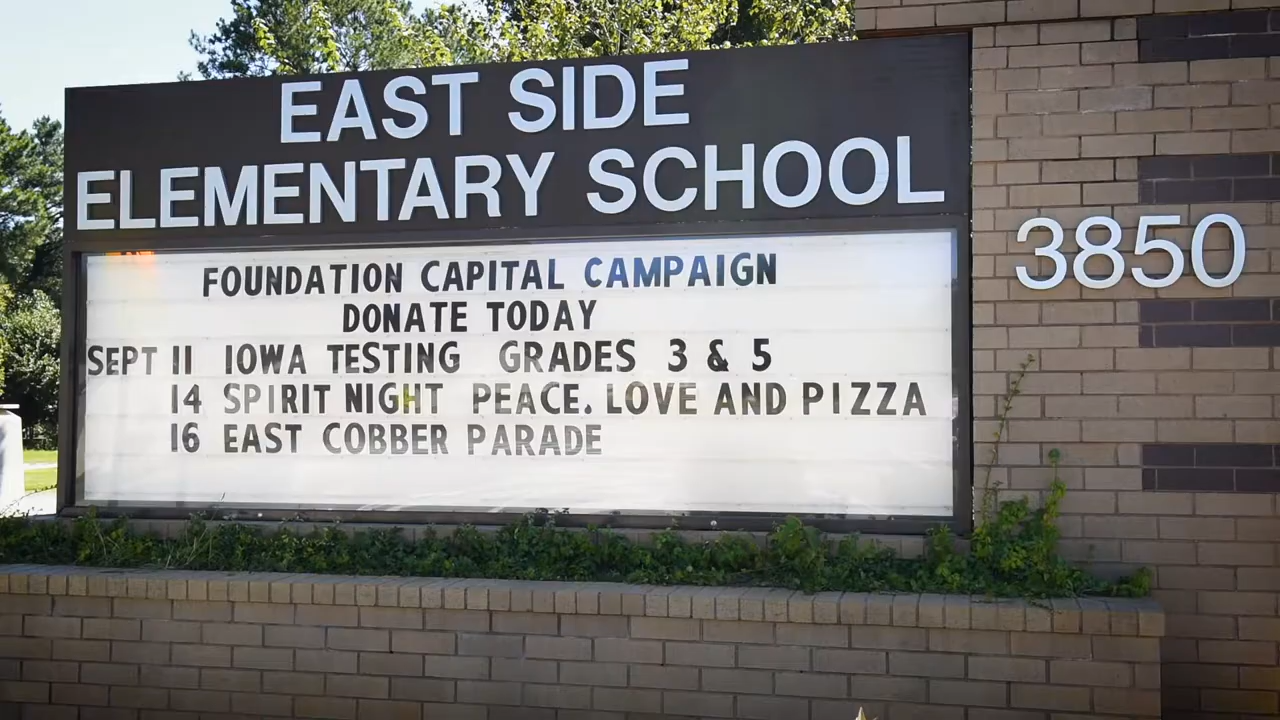 EAST SIDE
ELEMENTARY SCHOOL
3850
FOUNDATION CAPITAL CAMPAIGN
DONATE TODAY
SEPT 11 IOWA TESTING GRADES 3 & 5
14 SPIRIT NIGHT PEACE. LOVE AND PIZZA
16 EAST COBBER PARADE